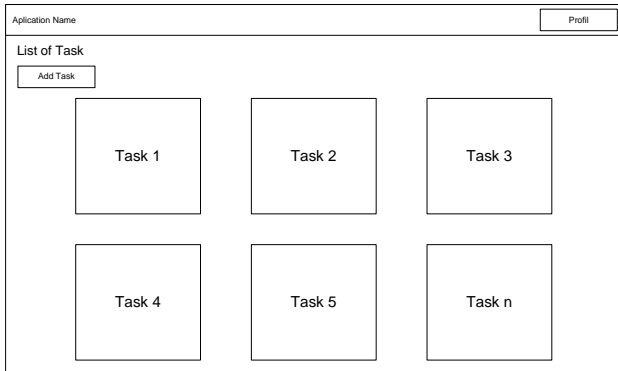 Aplication Name
Profil
List of Task
Add Task
Task 1
Task 2
Task 3
Task 4
Task 5
Task n